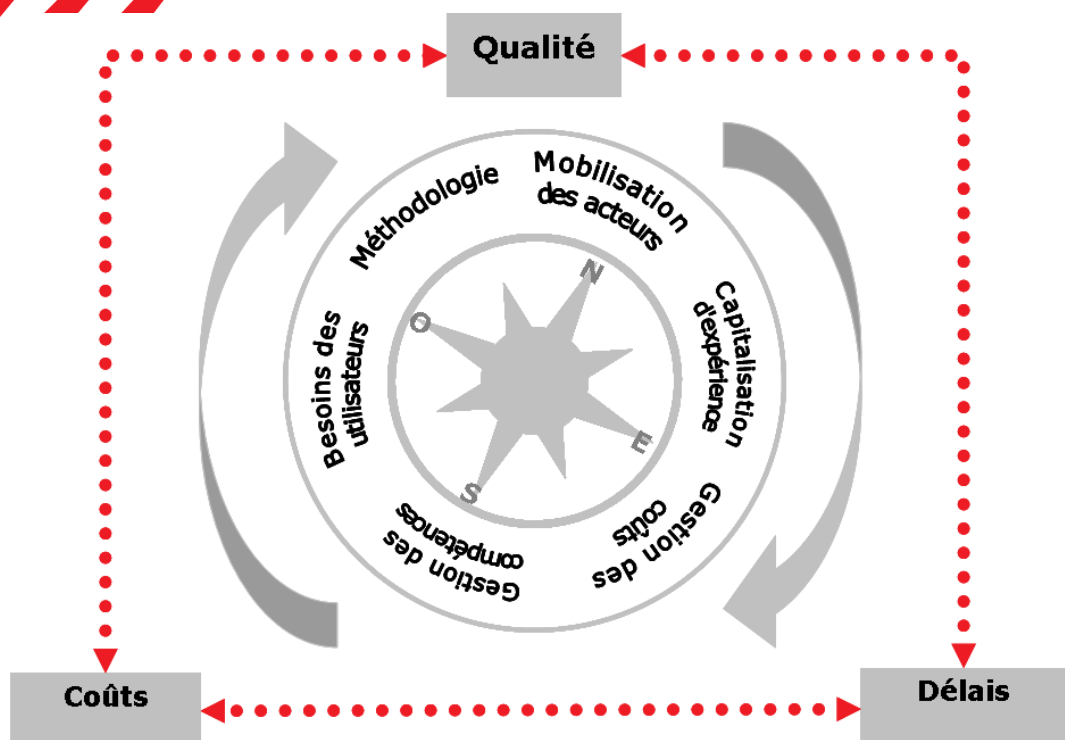 Qualité
Méthodologie
Mobilisation
des acteurs
Capitalisation
d'expérience
Gestion des
coûts
Gestion des
compétences
Besoins des
utilisateurs
N
O
E
S
Coûts
Délais